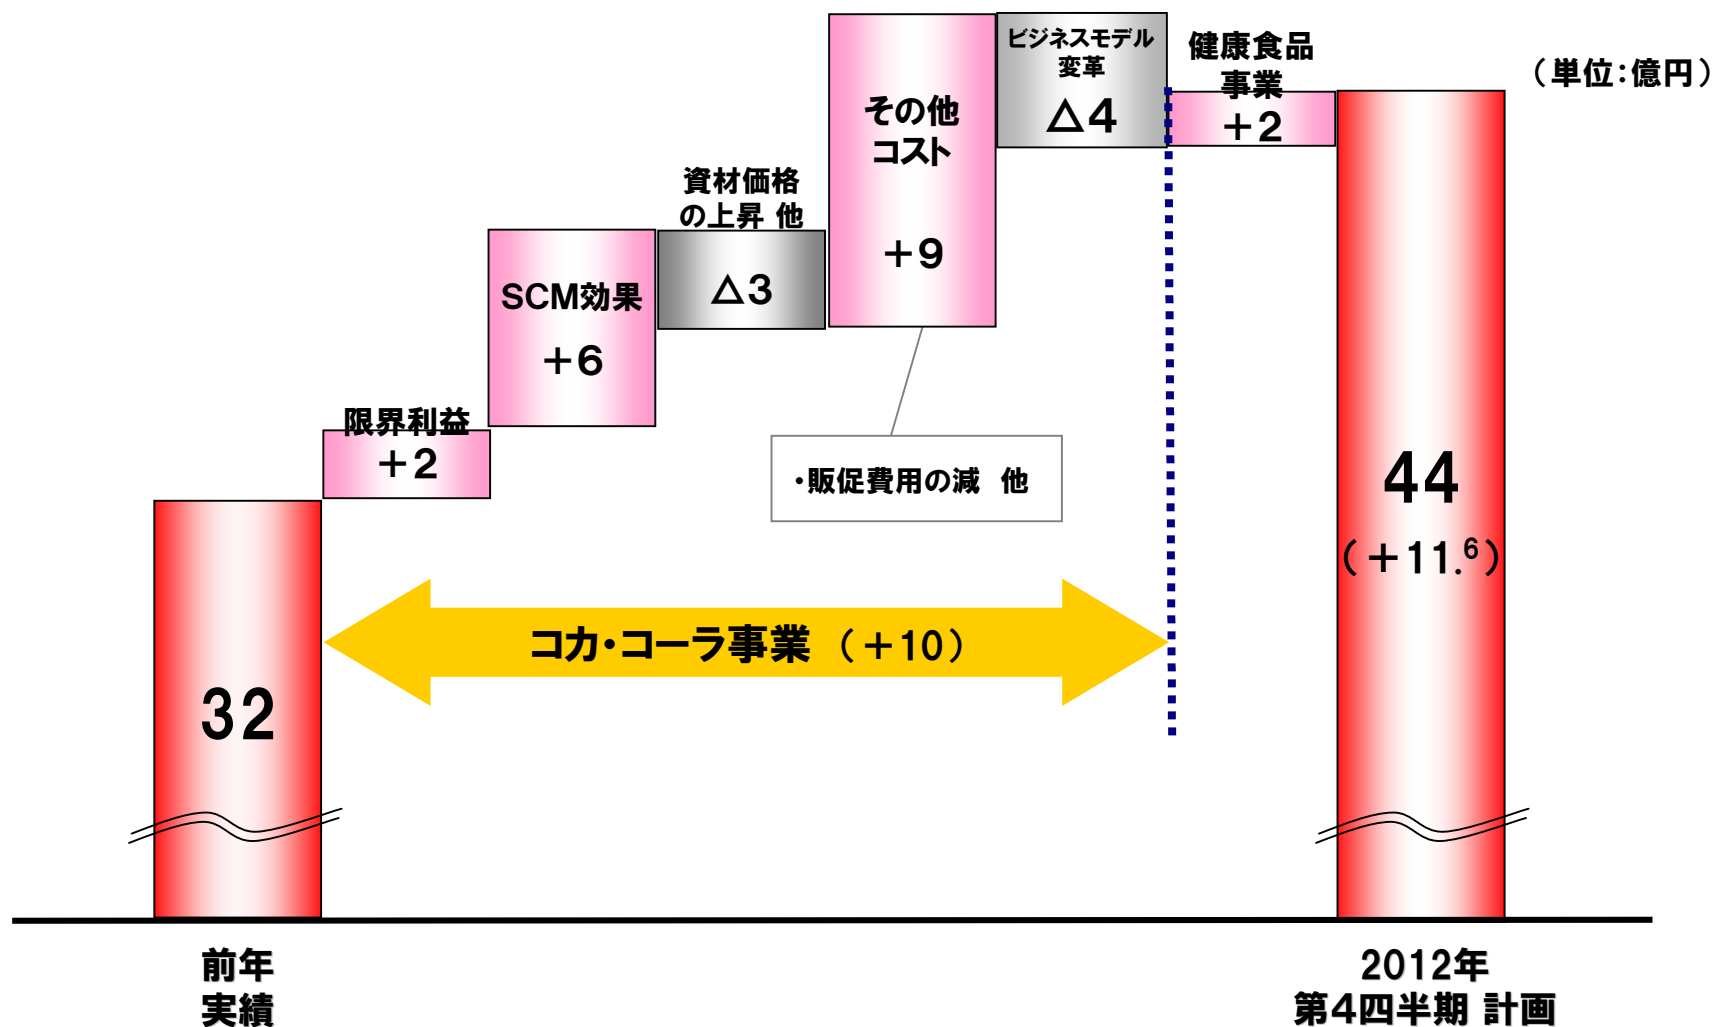 （単位：億円）
ビジネスモデル
変革
△4
健康食品
事業
＋2
その他
コスト
＋9
資材価格
の上昇 他
△3
SCM効果
＋6
限界利益
＋2
・販促費用の減 他
44
（＋11.6）
コカ・コーラ事業 （＋10）
32
前年
実績
2012年
第4四半期 計画